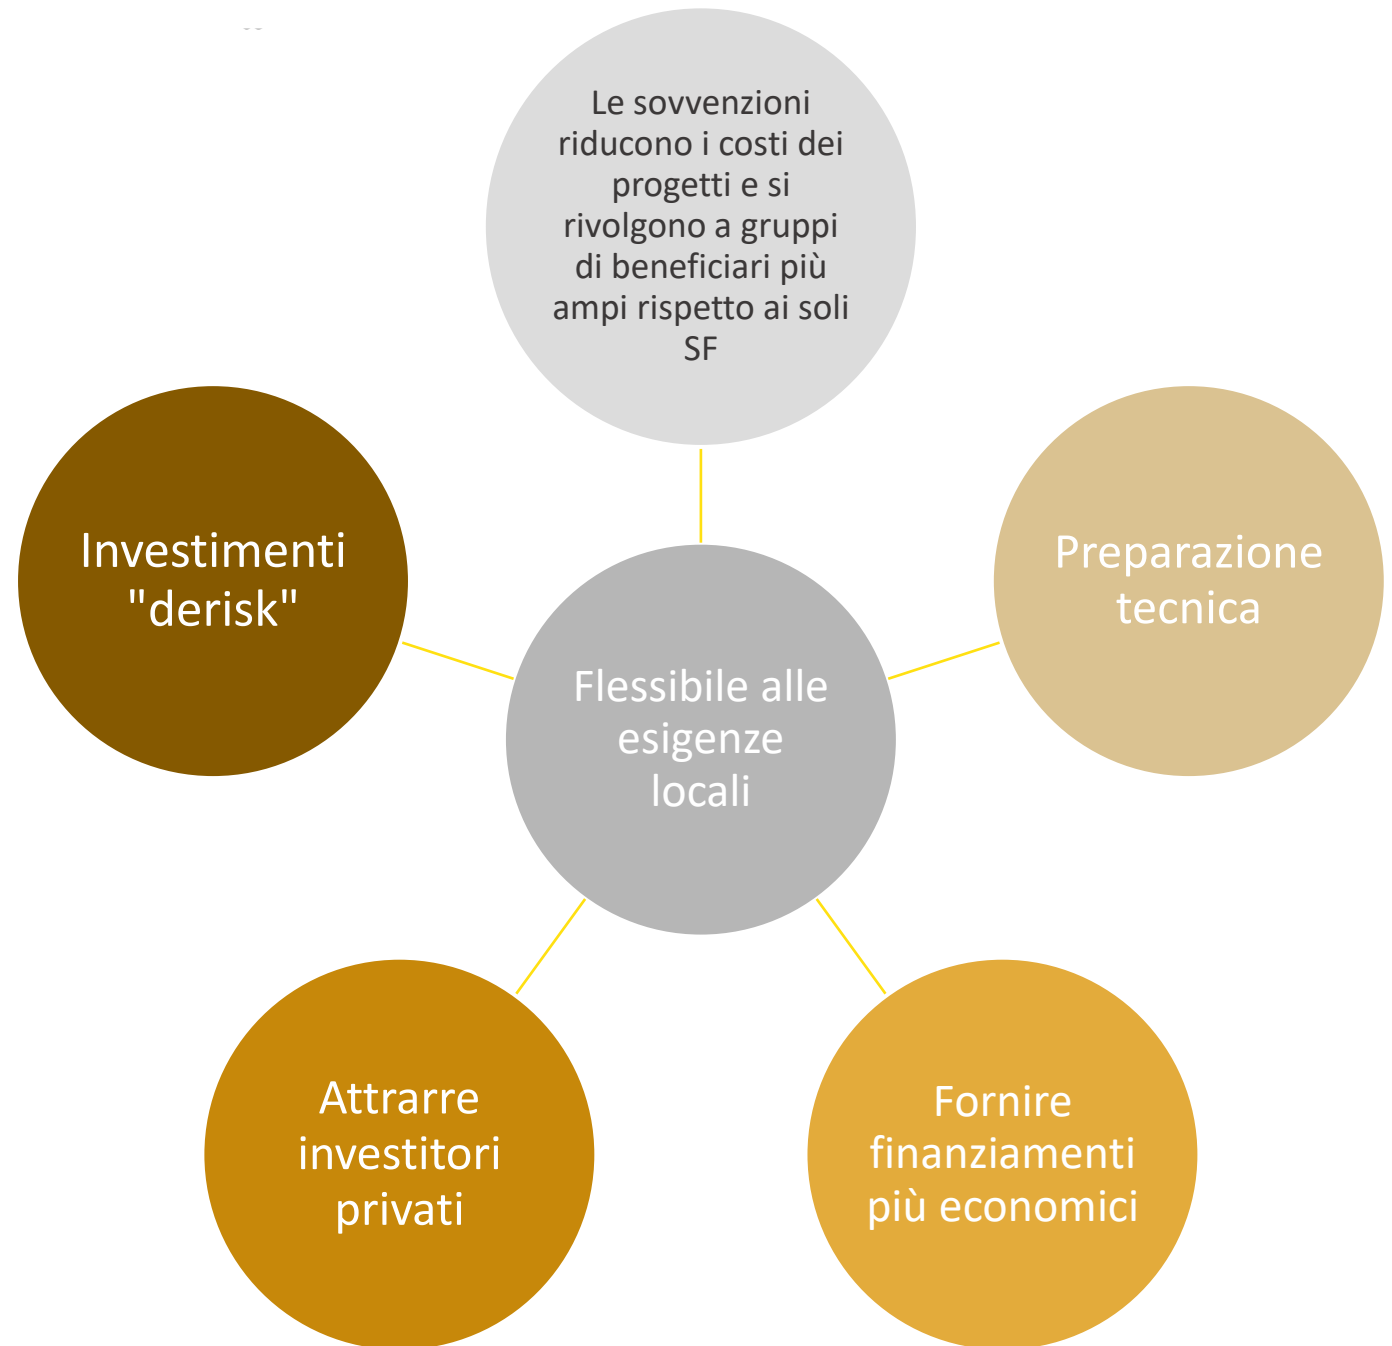 Le sovvenzioni
riducono i costi dei
progetti e si
rivolgono a gruppi
di beneficiari più
ampi rispetto ai soli
SF
Investimenti
"derisk"
Preparazione
tecnica
Flessibile alle
esigenze
locali
Attrarre
investitori
privati
Fornire
finanziamenti
più economici